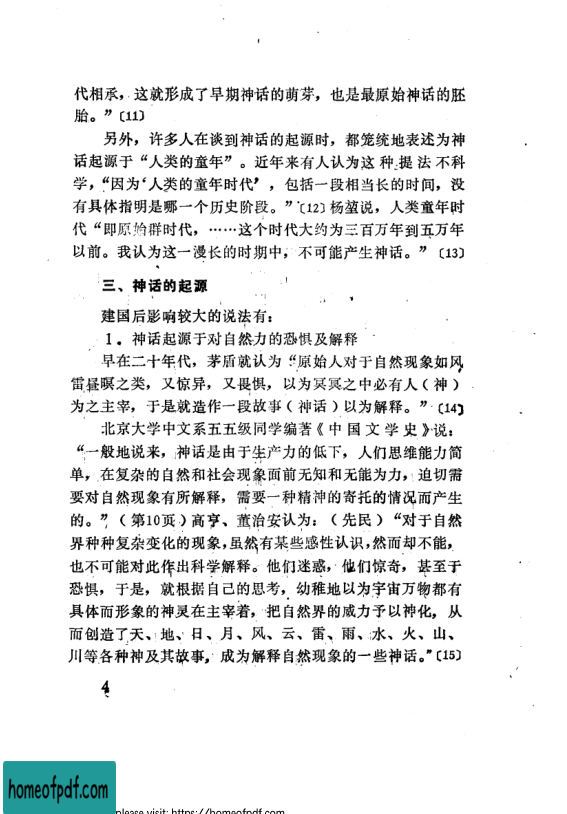 代相承，这就形成了早期神话的萌芽，也是最原始神话的胚
胎。”〔11〕
另外，许多人在谈到神话的起源时，都笼统地表述为神
话起源于“人类的童年”。近年来有人认为这种提法不科
学，“因为‘人类的童年时代’，包括一段相当长的时间，没
有具体指明是哪一个历史阶段。”〔12〕杨堃说，人类童年时
代“即原始群时代，……这个时代大约为三百万年到五万年
以前。我认为这一漫长的时期中，不可能产生神话。”〔13〕
三、神话的起源
建国后影响较大的说法有：
1．神话起源于对自然力的恐惧及解释
早在二十年代，茅盾就认为“原始人对于自然现象如风
雷昼暝之类，又惊异，又畏惧，以为冥冥之中必有人（神）
为之主宰，于是就造作一段故事（神话）以为解释。”〔14〕
北京大学中文系五五级同学编著《中国文学史》说：
“一般地说来，神话是由于生产力的低下，人们思维能力简
单，在复杂的自然和社会现象面前无知和无能为力，迫切需
要对自然现象有所解释，需要一种精神的寄托的情况而产生
的。”（第10页）高亨、董治安认为：（先民）“对于自然
界种种复杂变化的现象，虽然有某些感性认识，然而却不能，
也不可能对此作出科学解释。他们迷惑，他们惊奇，甚至于
恐惧，于是，就根据自己的思考，幼稚地以为宇宙万物都有
具体而形象的神灵在主宰着，把自然界的威力予以神化，从
而创造了天、地、日、月、风、云、雷、雨、水、火、山、
川等各种神及其故事，成为解释自然现象的一些神话。”〔15〕
4
homeofpdf.com
please visit: https://homeofpdf.com